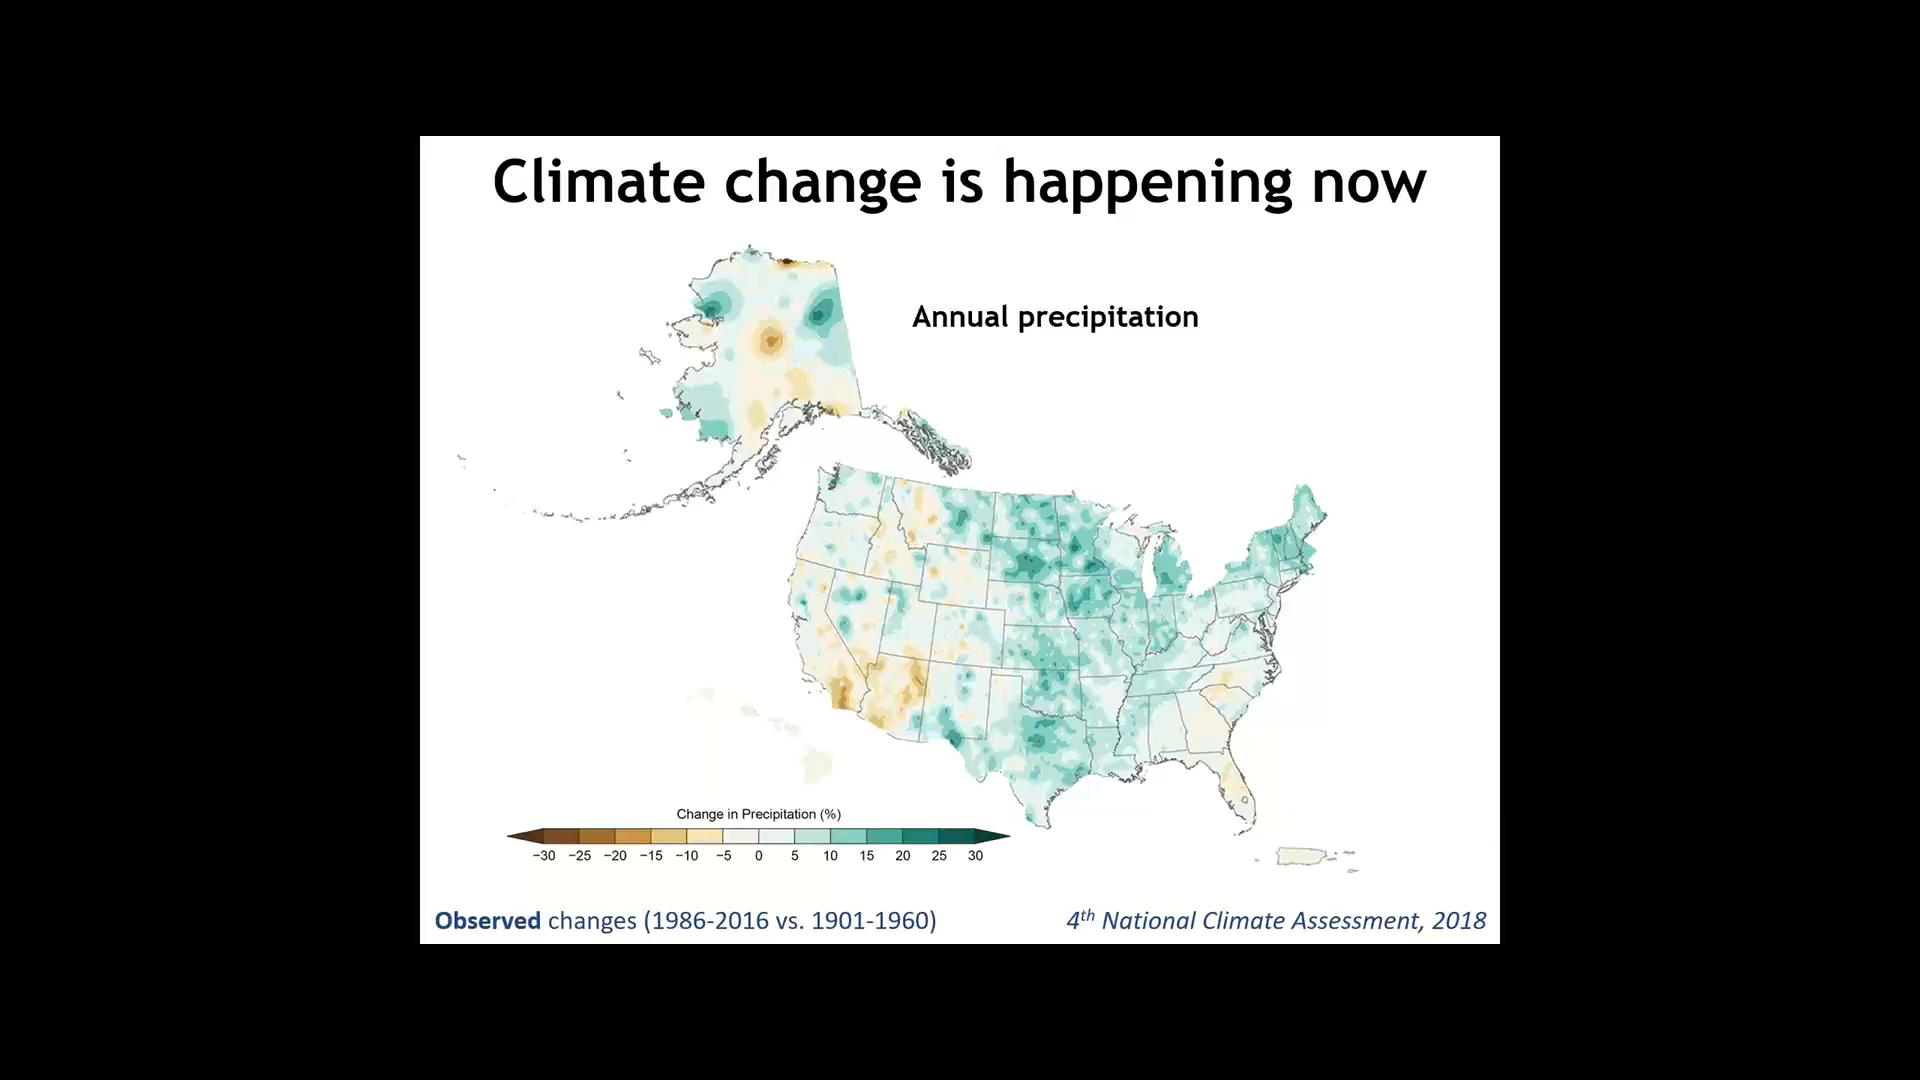 Climate change is happening now
Annual precipitation
Change in Precipitation (%)
−30 −25 −20 −15 −10 −5 0 5 10 15 20 25 30
Observed changes (1986-2016 vs. 1901-1960)
4th National Climate Assessment, 2018